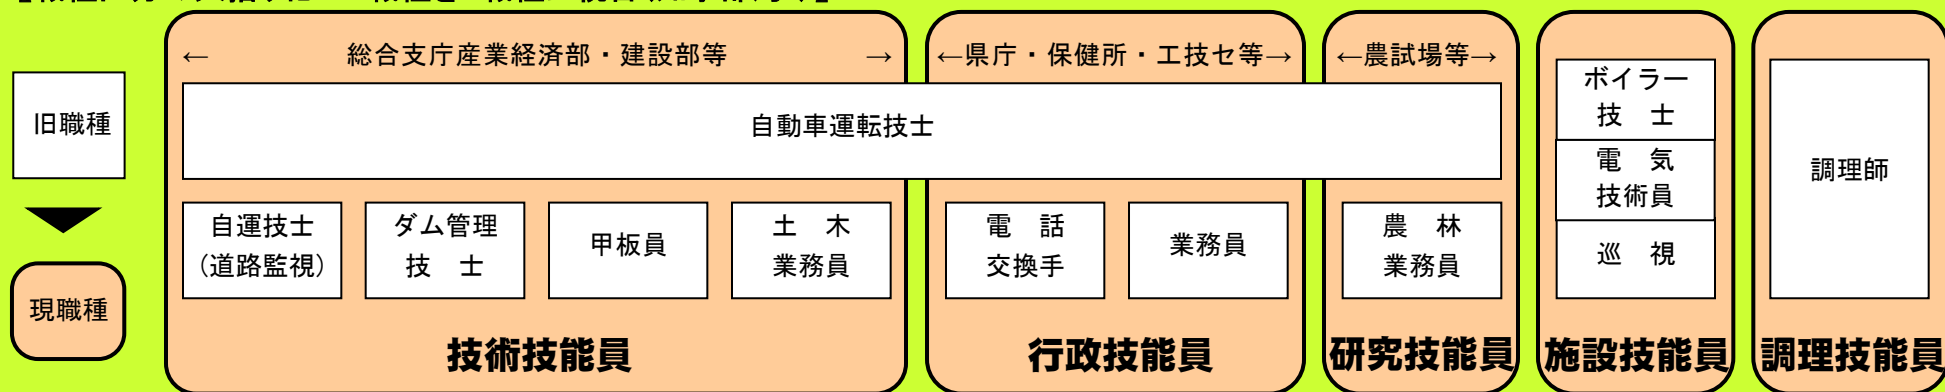 ← 総合支庁産業経済部・建設部等 →
←県庁・保健所・工技セ等→
←農試場等→
旧職種
自動車運転技士
ボイラー
技 士
電 気
技術員
巡 視
調理師
自運技士
(道路監視)
ダム管理
技 士
甲板員
土 木
業務員
電 話
交換手
業務員
農 林
業務員
現職種
技術技能員
行政技能員
研究技能員
施設技能員
調理技能員